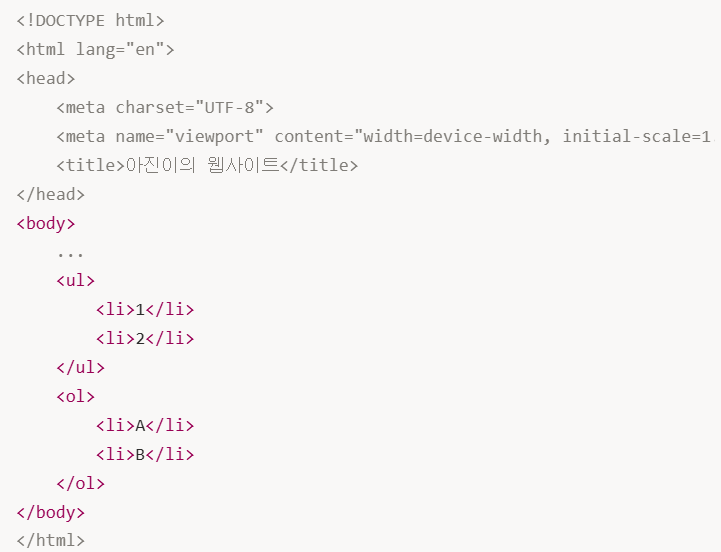 <!DOCTYPE html>
<html lang="en">
<head>
    <meta charset="UTF-8">
    <meta name="viewport" content="width=device-width, initial-scale=1.
    <title>아진이의 웹사이트</title>
</head>
<body>
    ...
    <ul>
        <li>1</li>
        <li>2</li>
    </ul>
    <ol>
        <li>A</li>
        <li>B</li>
    </ol>
</body>
</html>